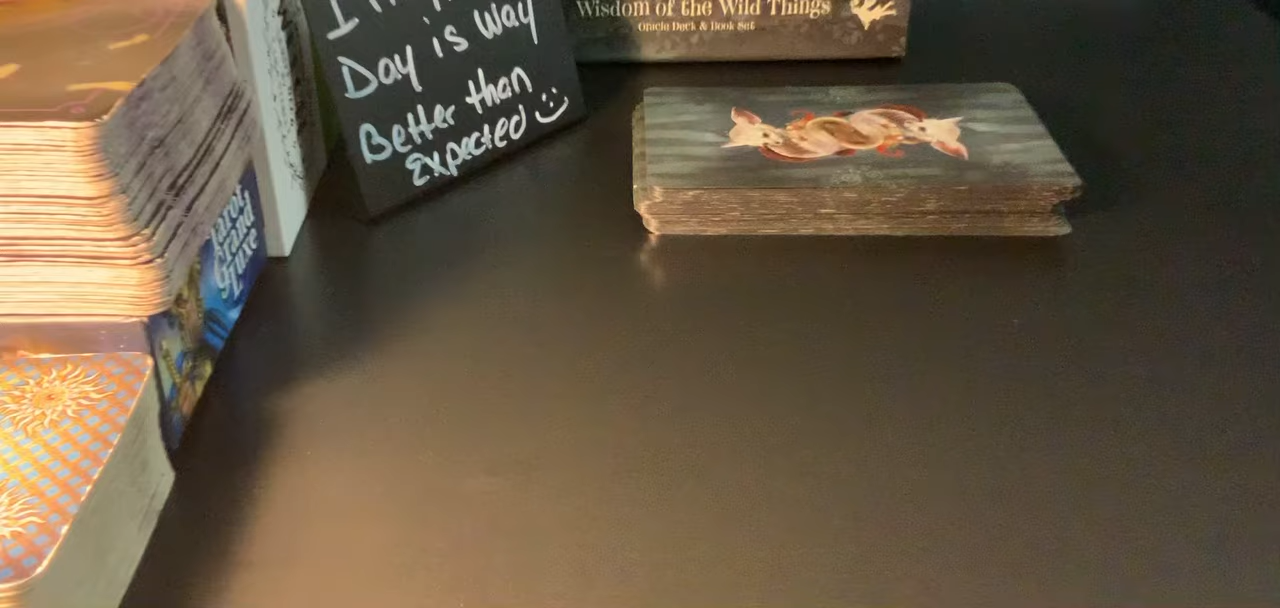 Day is Way
Better than
Expected
Wisdom of the Wild Things
Oracle Deck & Book Set
Tarot
Grand
Luxe